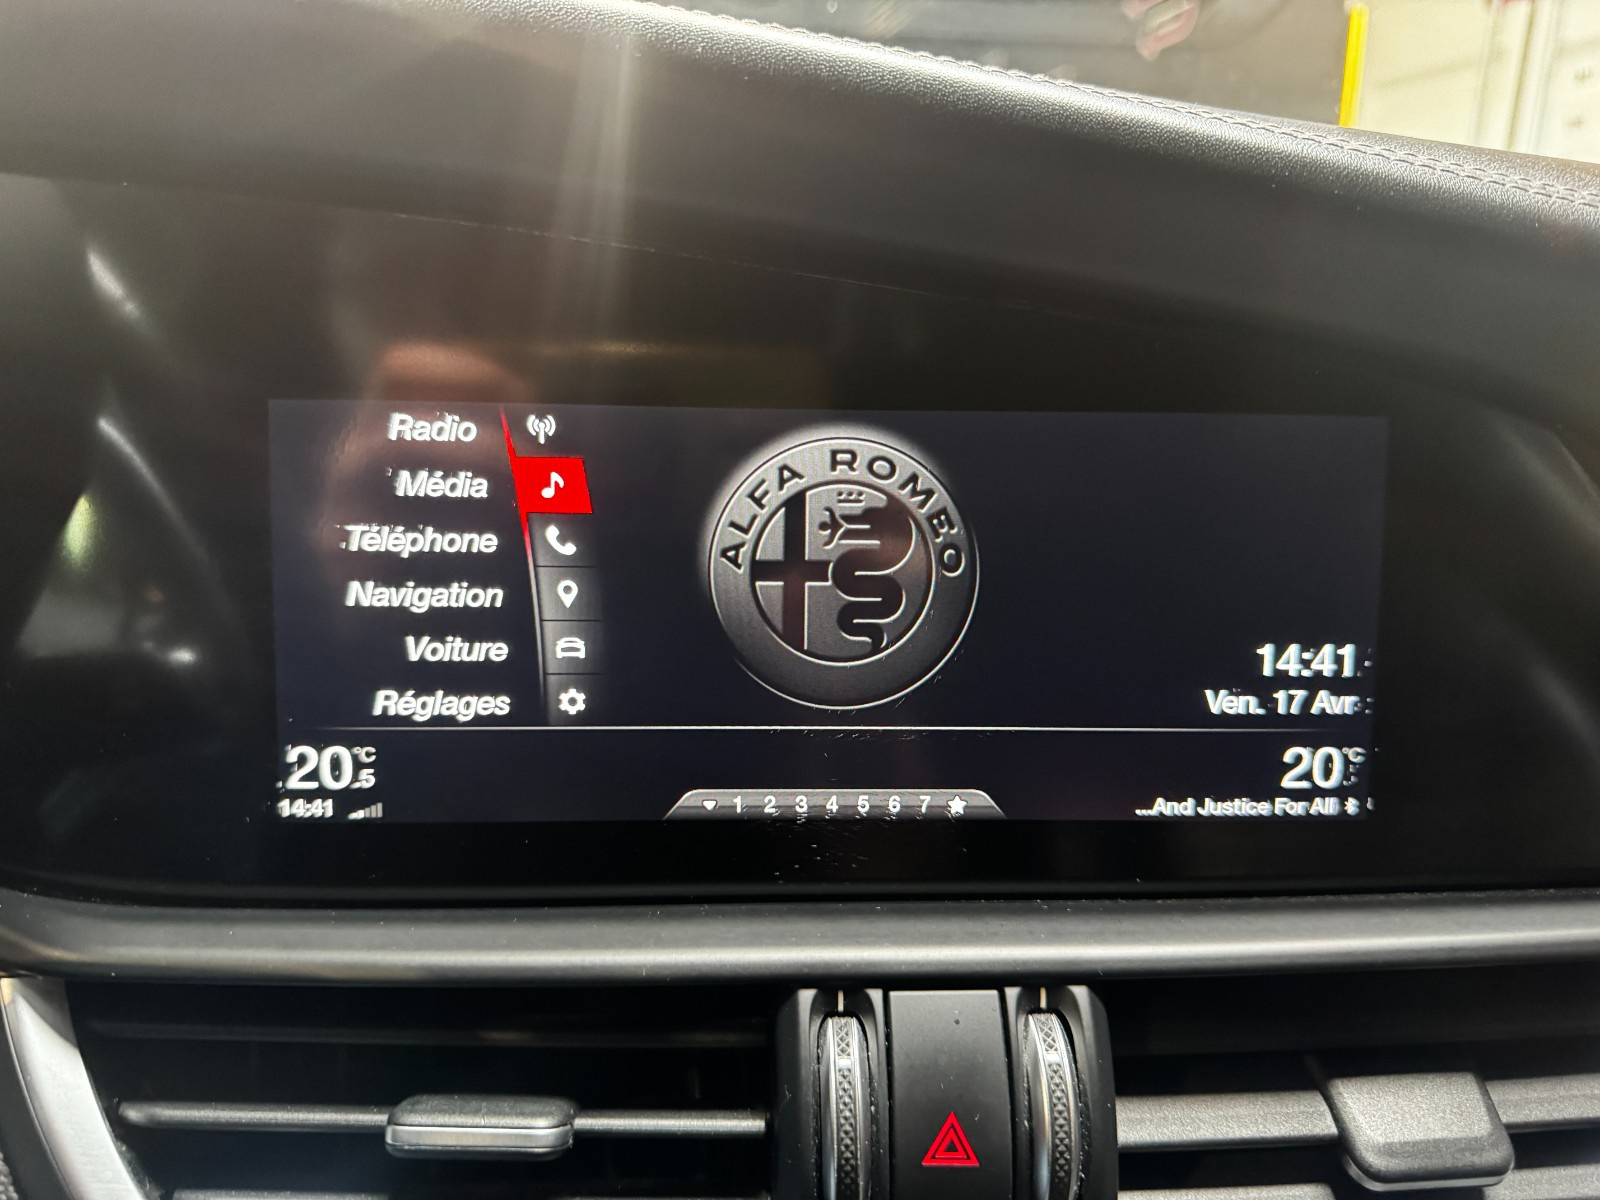 Radio
Média
Téléphone
Navigation
Voiture
Réglages
ALFA ROMEO
14:41
Ven. 17 Avr
20.5 °C
14:41
1 2 3 4 5 6 7
20 °C
...And Justice For All